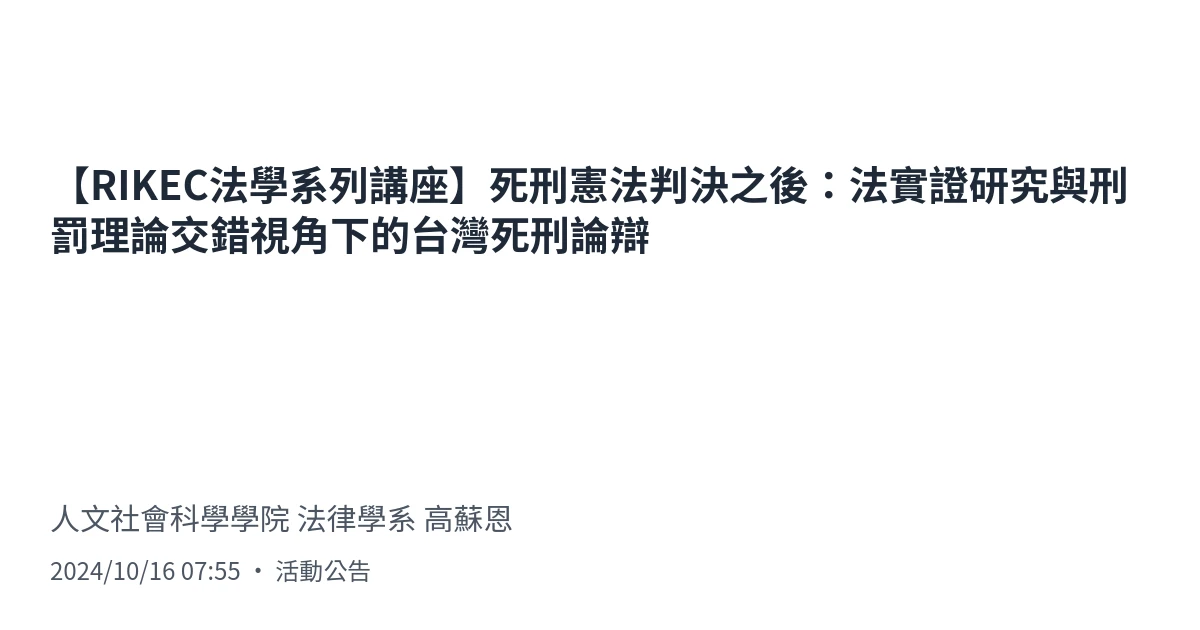 【RIKEC法學系列講座】死刑憲法判決之後：法實證研究與刑
罰理論交錯視角下的台灣死刑論辯
人文社會科學學院 法律學系 高蘇恩
2024/10/16 07:55 ・ 活動公告